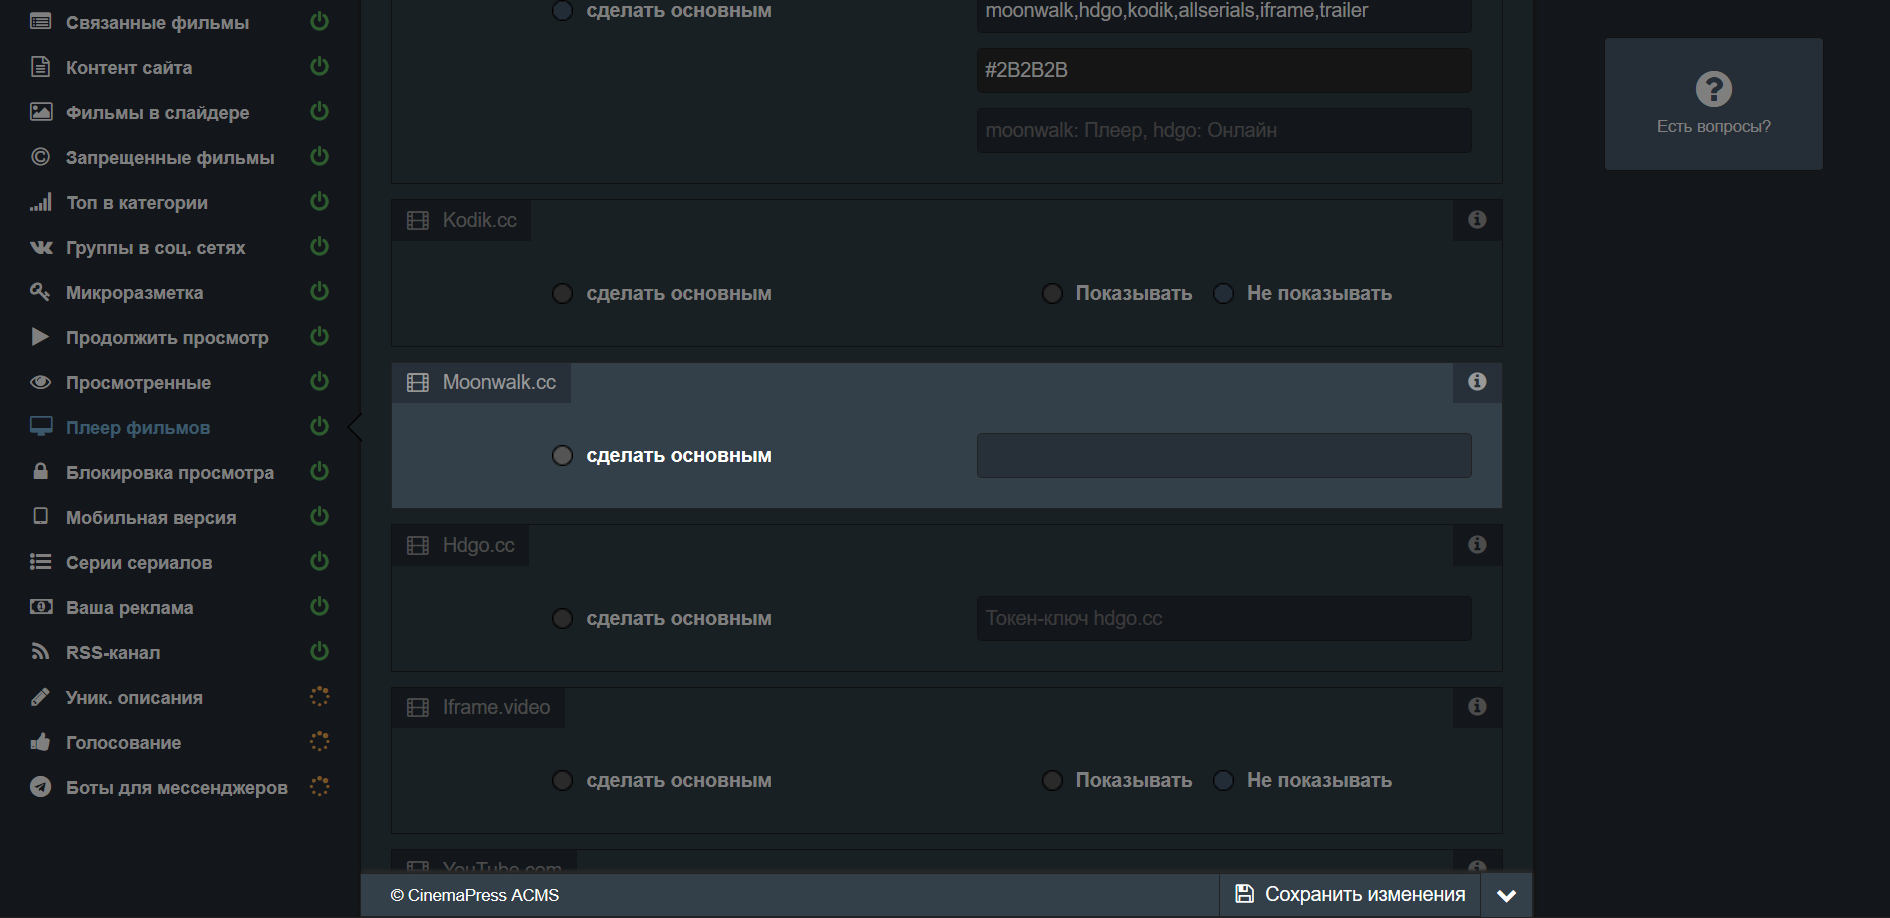 Связанные фильмы
Контент сайта
Фильмы в слайдере
Запрещенные фильмы
Топ в категории
Группы в соц. сетях
Микроразметка
Продолжить просмотр
Просмотренные
Плеер фильмов
Блокировка просмотра
Мобильная версия
Серии сериалов
Ваша реклама
RSS-канал
Уник. описания
Голосование
Боты для мессенджеров
сделать основным
moonwalk,hdgo,kodik,allserials,iframe,trailer
#2B2B2B
moonwalk: Плеер, hdgo: Онлайн
Kodik.cc
сделать основным
Показывать
Не показывать
Moonwalk.cc
сделать основным
Hdgo.cc
сделать основным
Токен-ключ hdgo.cc
Iframe.video
сделать основным
Показывать
Не показывать
YouTube.com
© CinemaPress ACMS
Сохранить изменения
Есть вопросы?